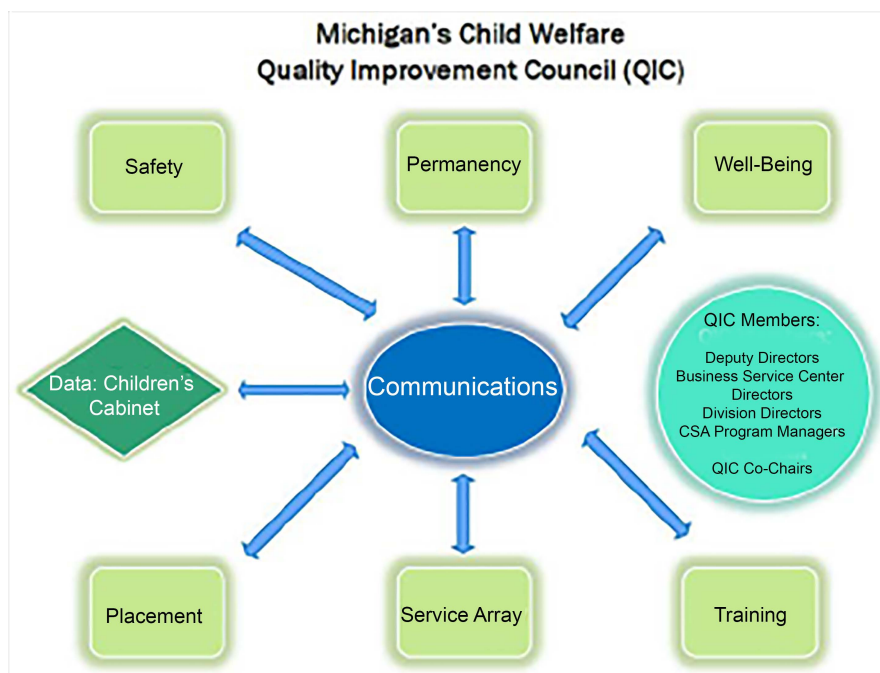 Michigan's Child Welfare
Quality Improvement Council (QIC)
Safety
Permanency
Well-Being
Data: Children's
Cabinet
Communications
QIC Members:
Deputy Directors
Business Service Center
Directors
Division Directors
CSA Program Managers
QIC Co-Chairs
Placement
Service Array
Training